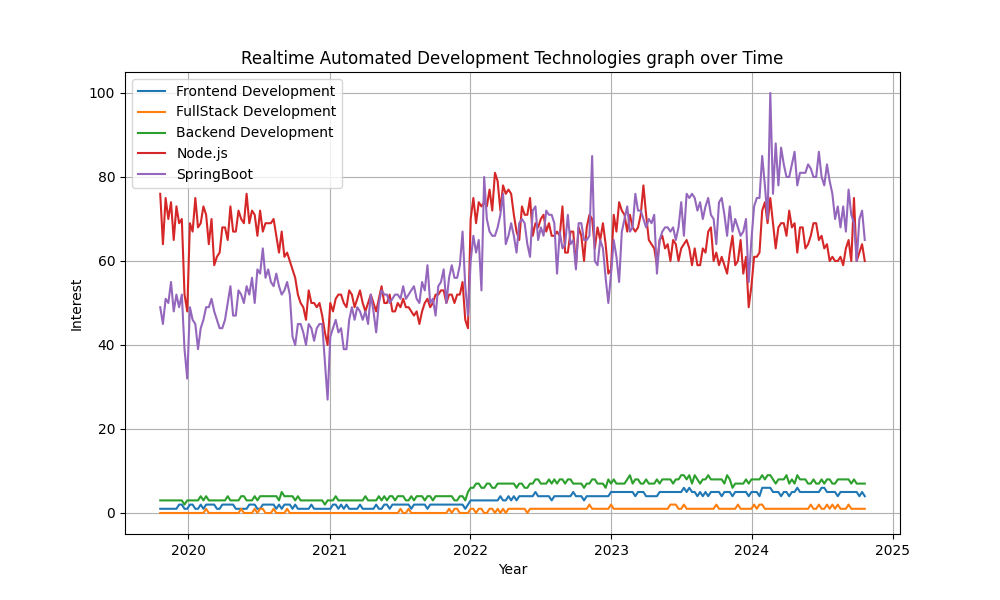 Realtime Automated Development Technologies graph over Time
Frontend Development
FullStack Development
Backend Development
Node.js
SpringBoot
100
80
60
40
20
0
Interest
2020 2021 2022 2023 2024 2025
Year